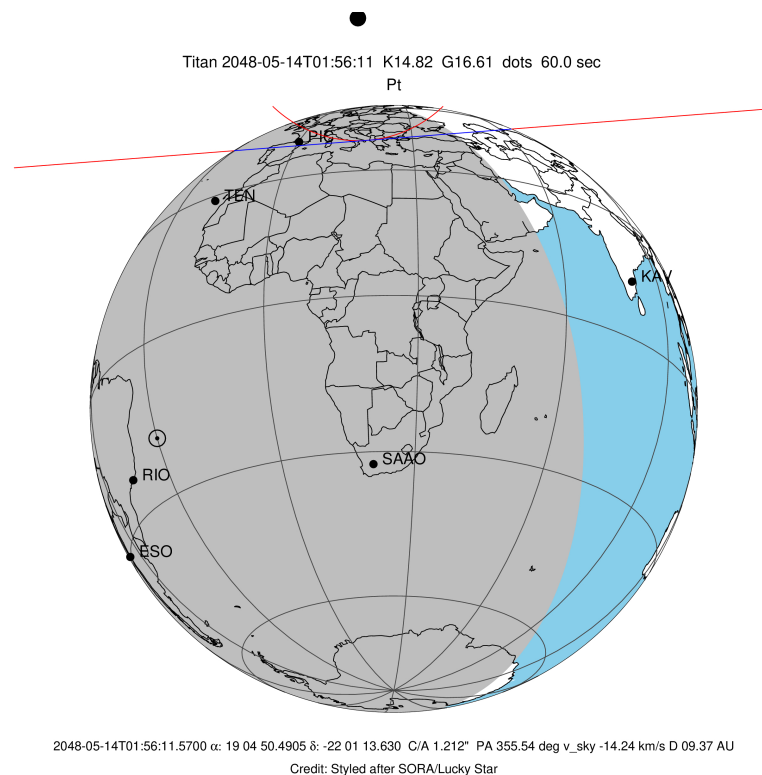 Titan 2048-05-14T01:56:11 K14.82 G16.61 dots 60.0 sec
Pt
PIC
TEN
KAV
SAAO
RIO
ESO
2048-05-14T01:56:11.5700 α: 19 04 50.4905 δ: -22 01 13.630 C/A 1.212" PA 355.54 deg v_sky -14.24 km/s D 09.37 AU
Credit: Styled after SORA/Lucky Star